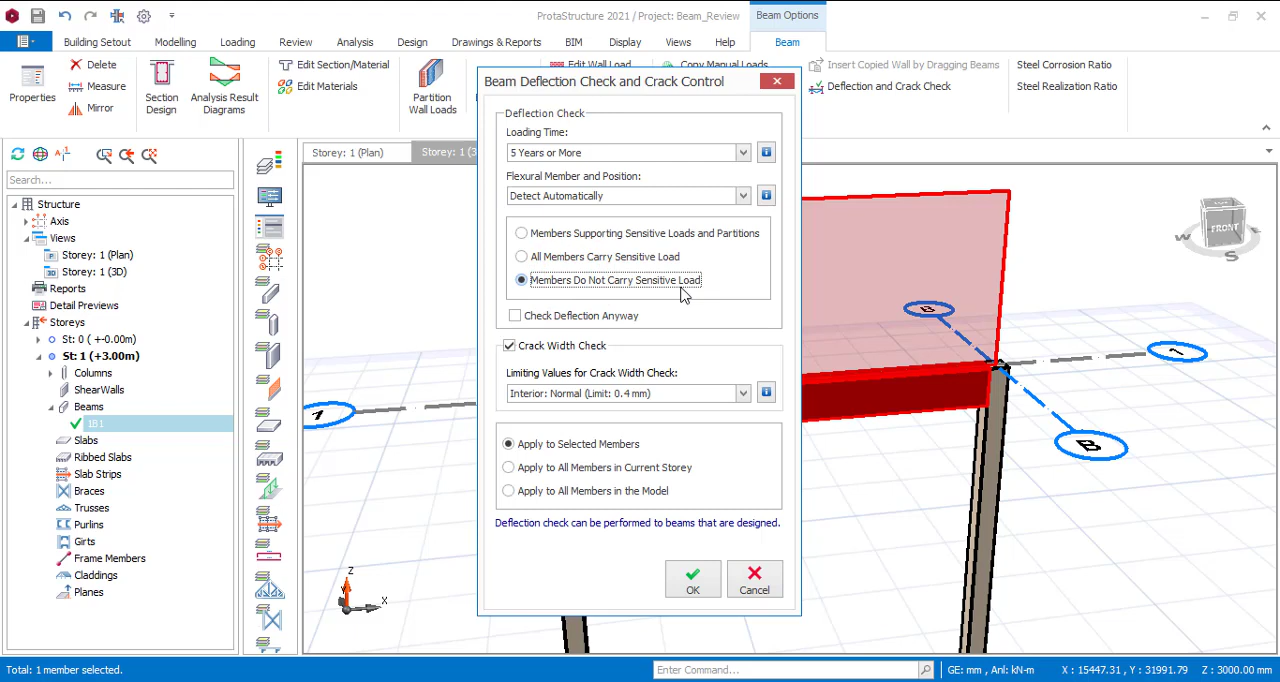 ProtaStructure 2021 / Project: Beam_Review
Beam Options
Building Setout
Modelling
Loading
Review
Analysis
Design
Drawings & Reports
BIM
Display
Views
Help
Beam
Properties
Delete
Measure
Mirror
Section Design
Analysis Result Diagrams
Edit Section/Material
Edit Materials
Partition Wall Loads
Edit Wall Load
Copy Manual Loads
Insert Copied Wall by Dragging Beams
Deflection and Crack Check
Steel Corrosion Ratio
Steel Realization Ratio
Search...
Structure
Axis
Views
Storey: 1 (Plan)
Storey: 1 (3D)
Reports
Detail Previews
Storeys
St: 0 (+0.00m)
St: 1 (+3.00m)
Columns
ShearWalls
Beams
1B1
Slabs
Ribbed Slabs
Slab Strips
Braces
Trusses
Purlins
Girts
Frame Members
Claddings
Planes
Storey: 1 (Plan)
Storey: 1 (3
Beam Deflection Check and Crack Control
Deflection Check
Loading Time:
5 Years or More
Flexural Member and Position:
Detect Automatically
Members Supporting Sensitive Loads and Partitions
All Members Carry Sensitive Load
Members Do Not Carry Sensitive Load
Check Deflection Anyway
Crack Width Check
Limiting Values for Crack Width Check:
Interior: Normal (Limit: 0.4 mm)
Apply to Selected Members
Apply to All Members in Current Storey
Apply to All Members in the Model
Deflection check can be performed to beams that are designed.
OK
Cancel
FRONT
W
E
S
B
1
1
B
Z
Y
X
Total: 1 member selected.
Enter Command...
GE: mm , Anl: kN-m
X : 15447.31 , Y : 31991.79
Z : 3000.00 mm